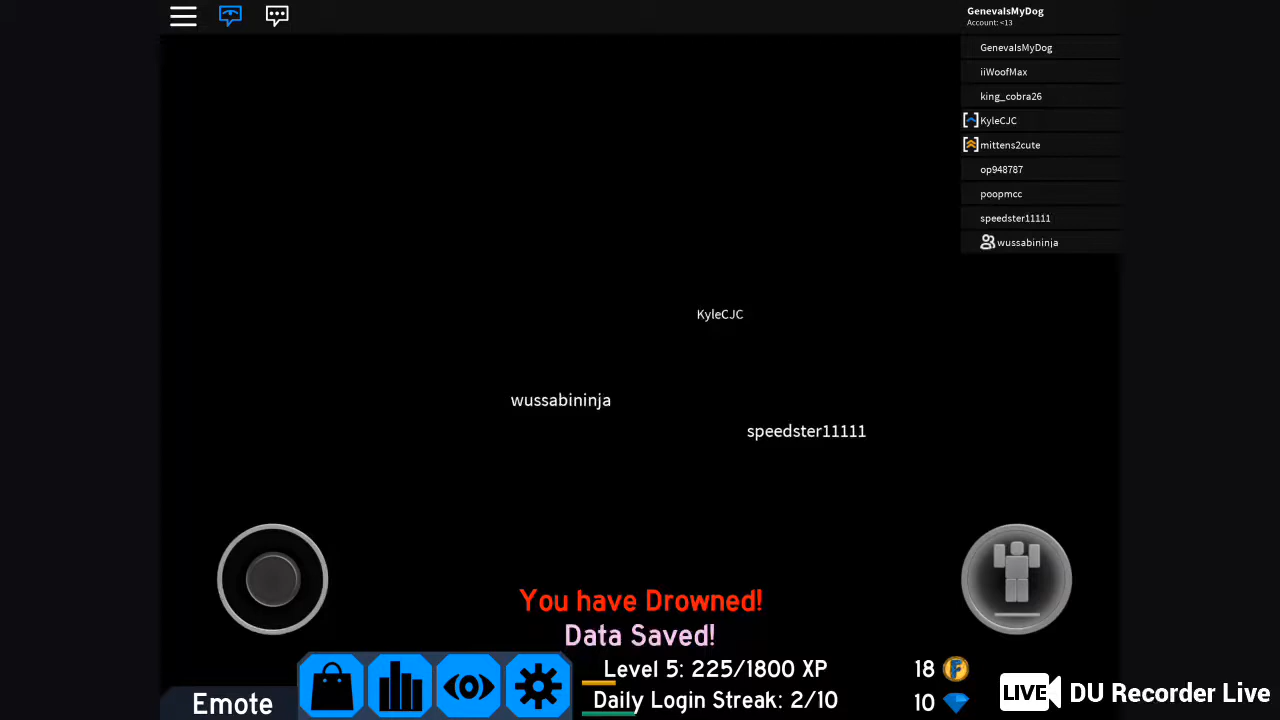 GenevaIsMyDog
Account: <13
GenevaIsMyDog
iiWoofMax
king_cobra26
KyleCJC
mittens2cute
op948787
poopmcc
speedster11111
wussabininja
KyleCJC
wussabininja
speedster11111
You have Drowned!
Data Saved!
Level 5: 225/1800 XP
18 F
Daily Login Streak: 2/10
10
Emote
LIVE DU Recorder Live